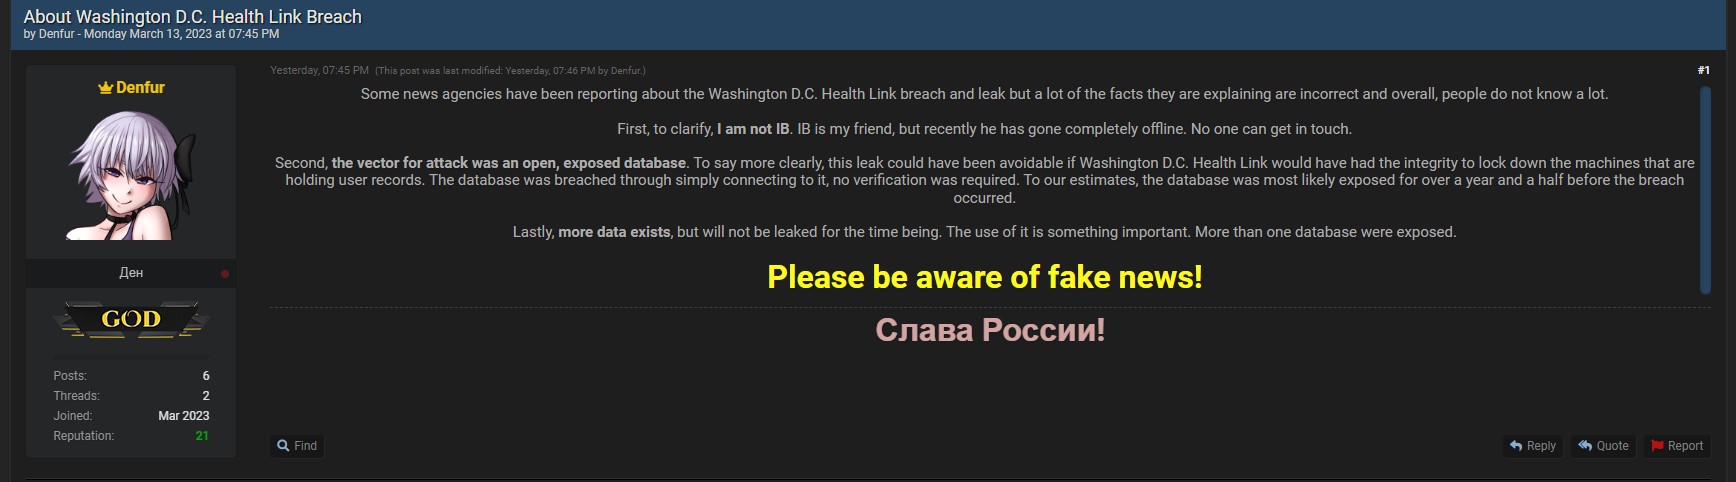 About Washington D.C. Health Link Breach
by Denfur - Monday March 13, 2023 at 07:45 PM
Denfur
Ден
GOD
Posts: 6
Threads: 2
Joined: Mar 2023
Reputation: 21
Yesterday, 07:45 PM (This post was last modified: Yesterday, 07:46 PM by Denfur.)
#1
Some news agencies have been reporting about the Washington D.C. Health Link breach and leak but a lot of the facts they are explaining are incorrect and overall, people do not know a lot.
First, to clarify, I am not IB. IB is my friend, but recently he has gone completely offline. No one can get in touch.
Second, the vector for attack was an open, exposed database. To say more clearly, this leak could have been avoidable if Washington D.C. Health Link would have had the integrity to lock down the machines that are
holding user records. The database was breached through simply connecting to it, no verification was required. To our estimates, the database was most likely exposed for over a year and a half before the breach
occurred.
Lastly, more data exists, but will not be leaked for the time being. The use of it is something important. More than one database were exposed.
Please be aware of fake news!
Слава России!
Find
Reply
Quote
Report